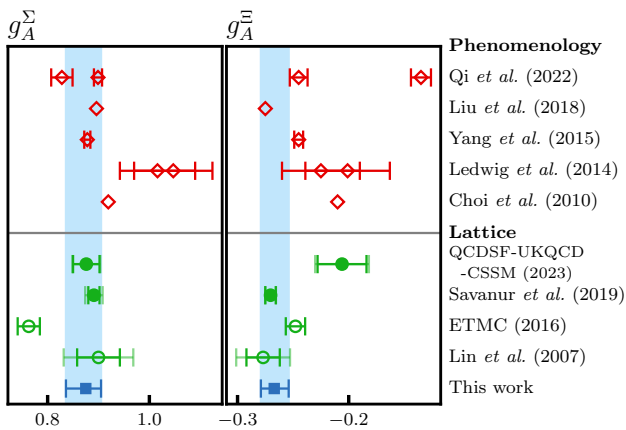 g_A^Σ
g_A^Ξ
Phenomenology
Qi et al. (2022)
Liu et al. (2018)
Yang et al. (2015)
Ledwig et al. (2014)
Choi et al. (2010)
Lattice
QCDSF-UKQCD
-CSSM (2023)
Savanur et al. (2019)
ETMC (2016)
Lin et al. (2007)
This work
0.8 1.0 −0.3 −0.2